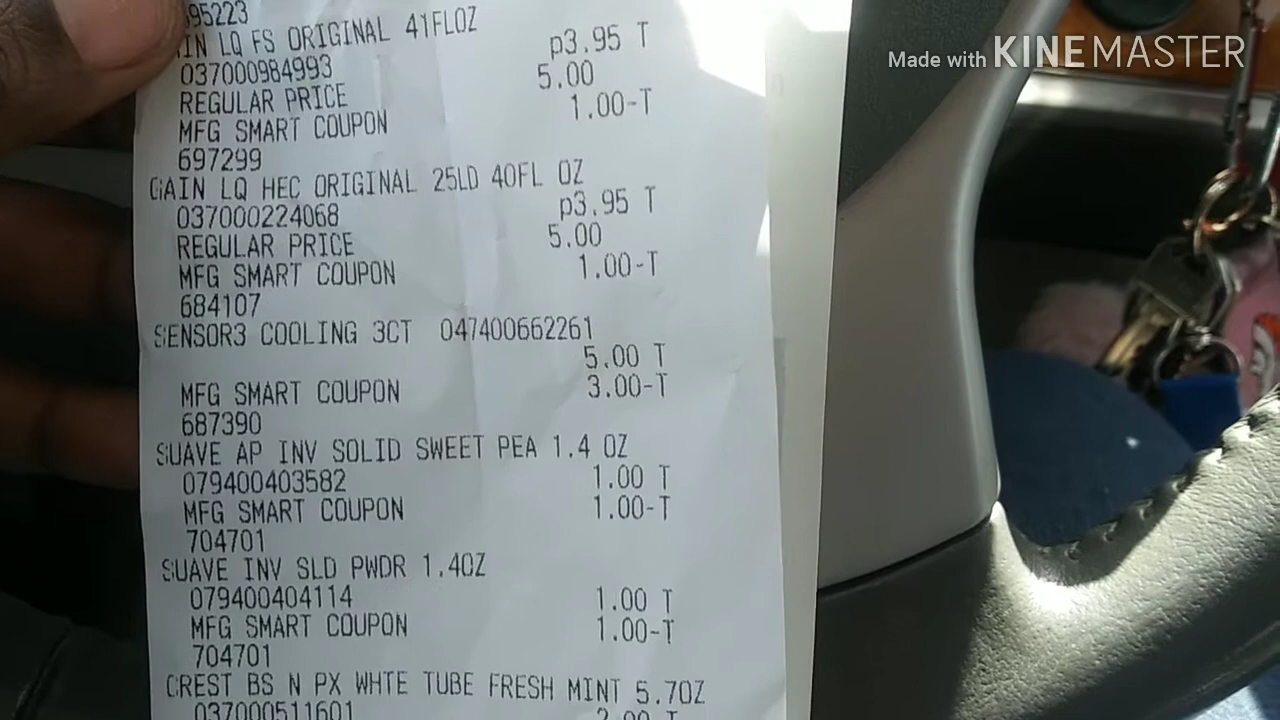 95223
IN LQ FS ORIGINAL 41FLOZ
037000984993 p3.95 T
REGULAR PRICE 5.00
MFG SMART COUPON 1.00-T
697299
GAIN LQ HEC ORIGINAL 25LD 40FL OZ
037000224068 p3.95 T
REGULAR PRICE 5.00
MFG SMART COUPON 1.00-T
684107
SENSOR3 COOLING 3CT 047400662261
5.00 T
MFG SMART COUPON 3.00-T
687390
SUAVE AP INV SOLID SWEET PEA 1.4 OZ
079400403582 1.00 T
MFG SMART COUPON 1.00-T
704701
SUAVE INV SLD PWDR 1.4OZ
079400404114 1.00 T
MFG SMART COUPON 1.00-T
704701
CREST BS N PX WHTE TUBE FRESH MINT 5.7OZ
037000511601 2.00 T
Made with KINEMASTER